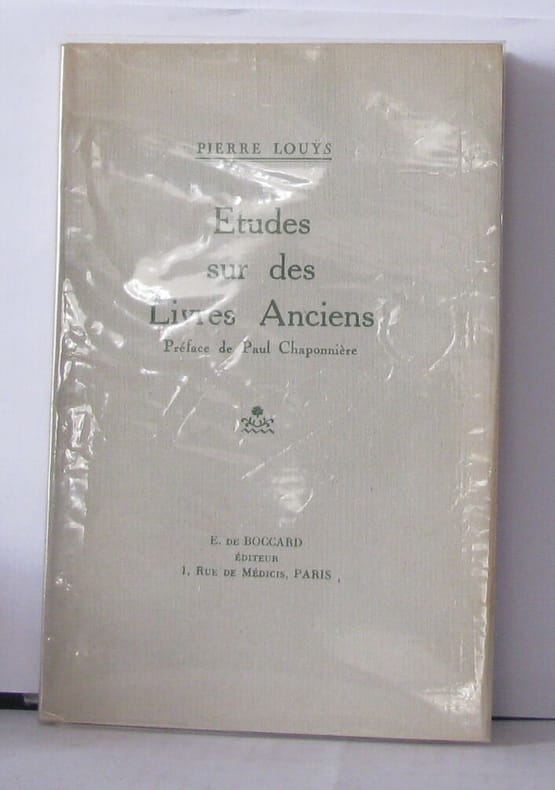 PIERRE LOUŸS
Etudes
sur des
Livres Anciens
Préface de Paul Chaponnière
E. DE BOCCARD
ÉDITEUR
1, RUE DE MÉDICIS, PARIS